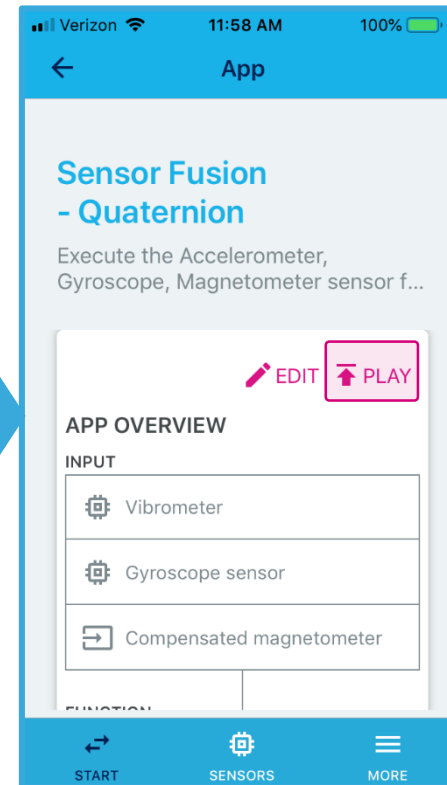 Verizon 11:58 AM 100%
App
Sensor Fusion
- Quaternion
Execute the Accelerometer,
Gyroscope, Magnetometer sensor f...
EDIT PLAY
APP OVERVIEW
INPUT
Vibrometer
Gyroscope sensor
Compensated magnetometer
FUNCTION
START SENSORS MORE